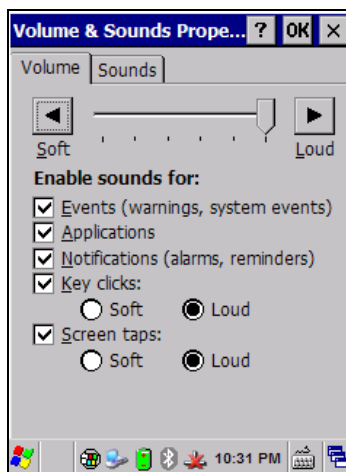 Volume & Sounds Prope... ? OK ×
Volume Sounds
Soft Loud
Enable sounds for:
Events (warnings, system events)
Applications
Notifications (alarms, reminders)
Key clicks:
Soft Loud
Screen taps:
Soft Loud
10:31 PM